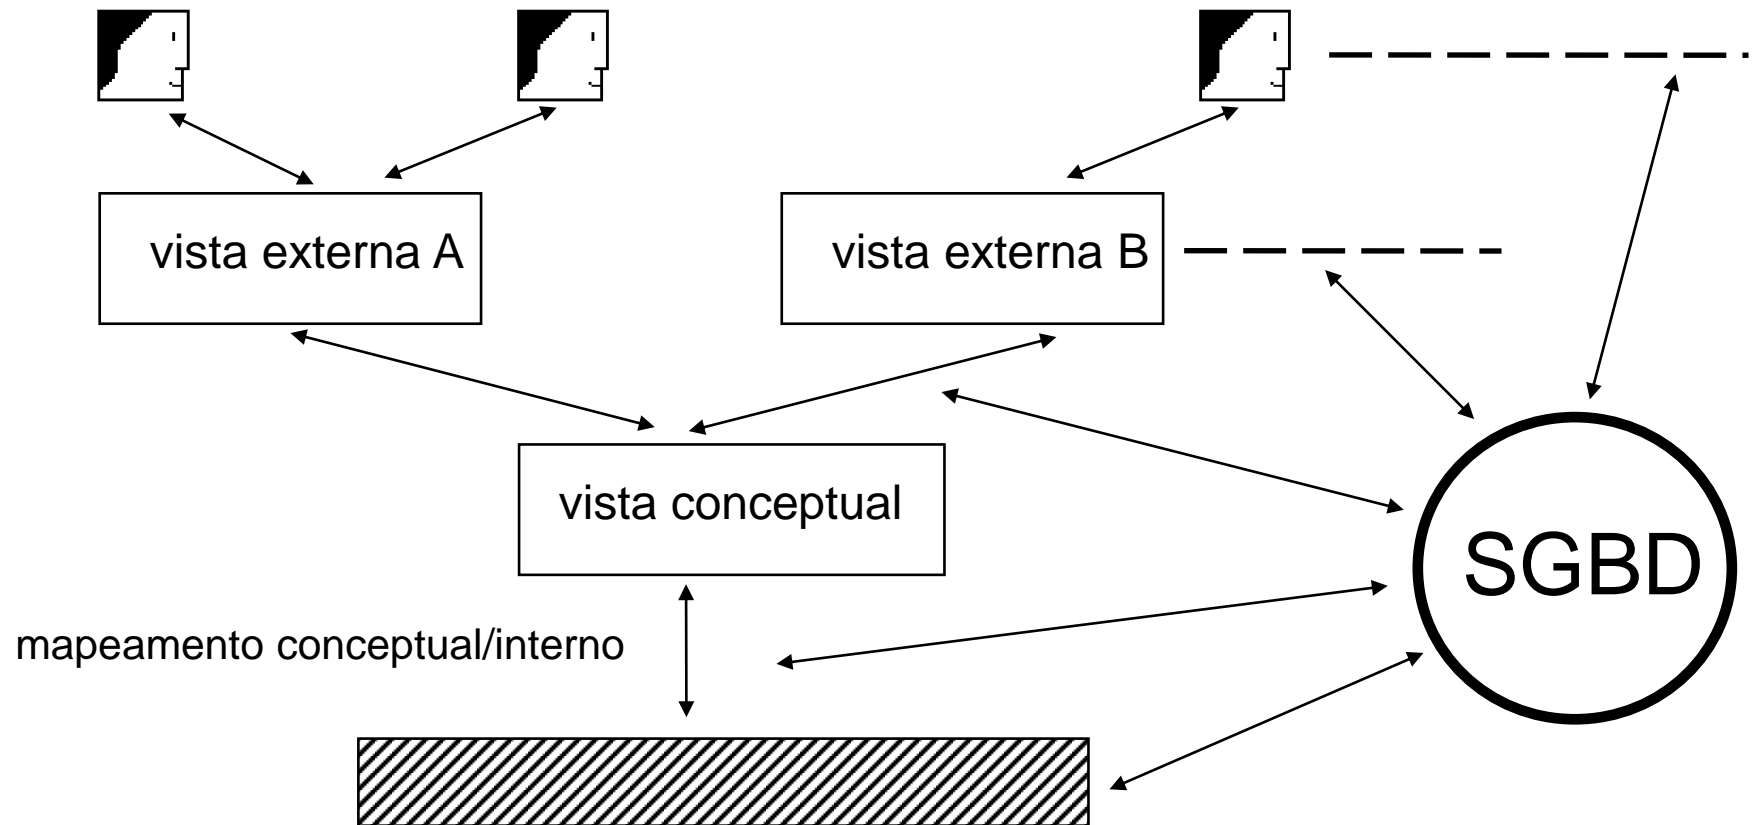 vista externa A
vista externa B
vista conceptual
SGBD
mapeamento conceptual/interno